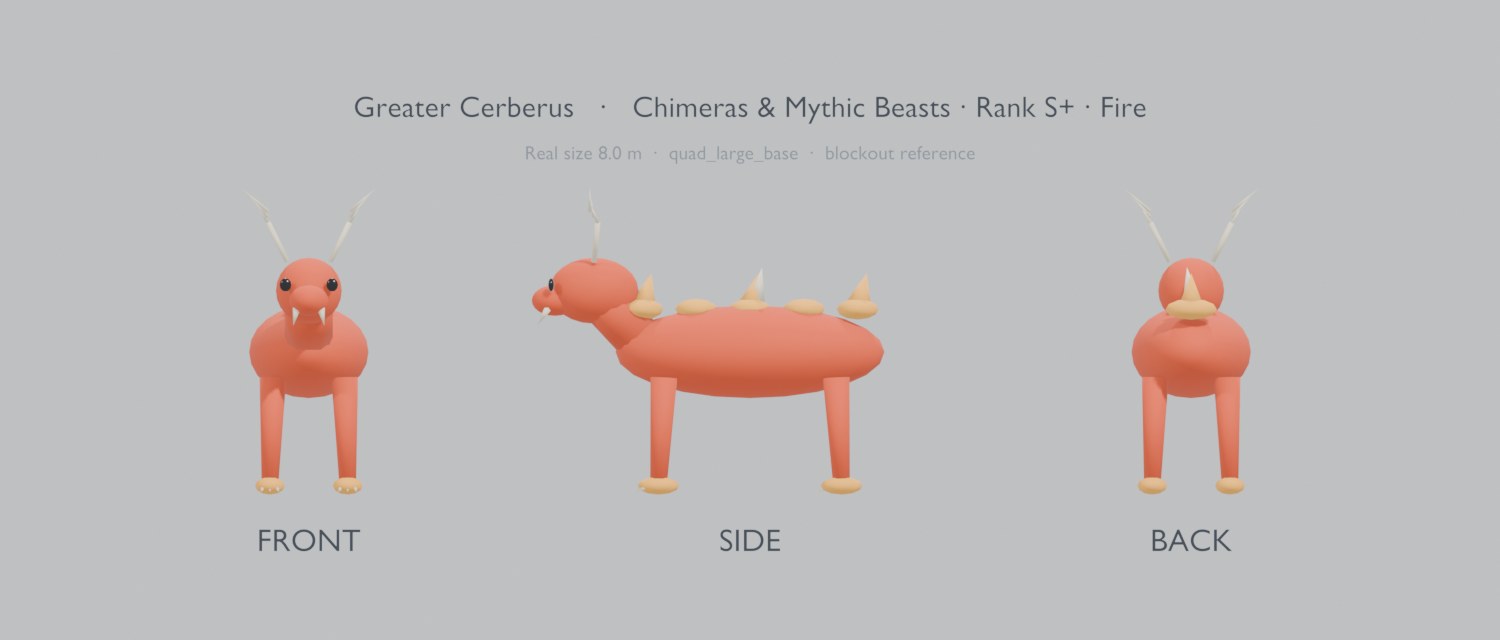 Greater Cerberus · Chimeras & Mythic Beasts · Rank S+ · Fire
Real size 8.0 m · quad_large_base · blockout reference
FRONT
SIDE
BACK